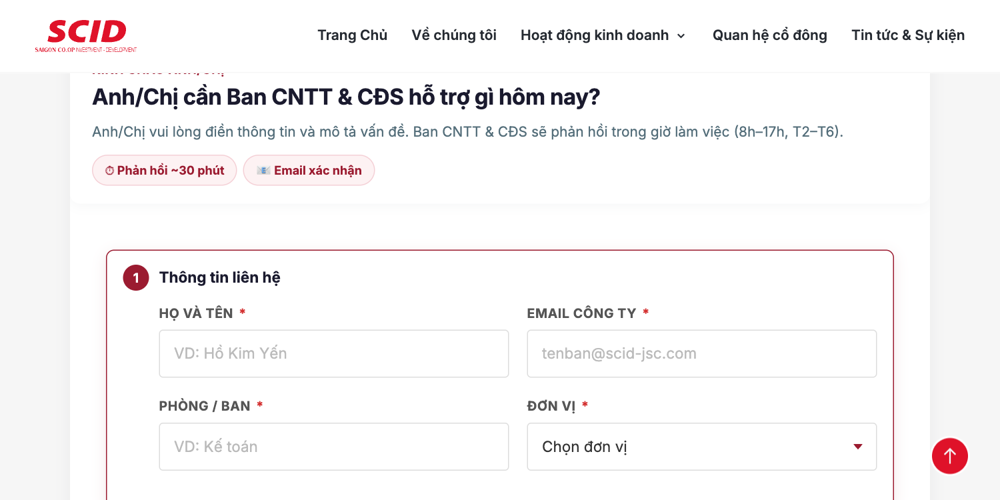 SCID
SAIGON CO.OP INVESTMENT - DEVELOPMENT
Trang Chủ
Về chúng tôi
Hoạt động kinh doanh
Quan hệ cổ đông
Tin tức & Sự kiện
Anh/Chị cần Ban CNTT & CĐS hỗ trợ gì hôm nay?
Anh/Chị vui lòng điền thông tin và mô tả vấn đề. Ban CNTT & CĐS sẽ phản hồi trong giờ làm việc (8h–17h, T2–T6).
⏱ Phản hồi ~30 phút
📧 Email xác nhận
1 Thông tin liên hệ
HỌ VÀ TÊN *
VD: Hồ Kim Yến
EMAIL CÔNG TY *
tenban@scid-jsc.com
PHÒNG / BAN *
VD: Kế toán
ĐƠN VỊ *
Chọn đơn vị